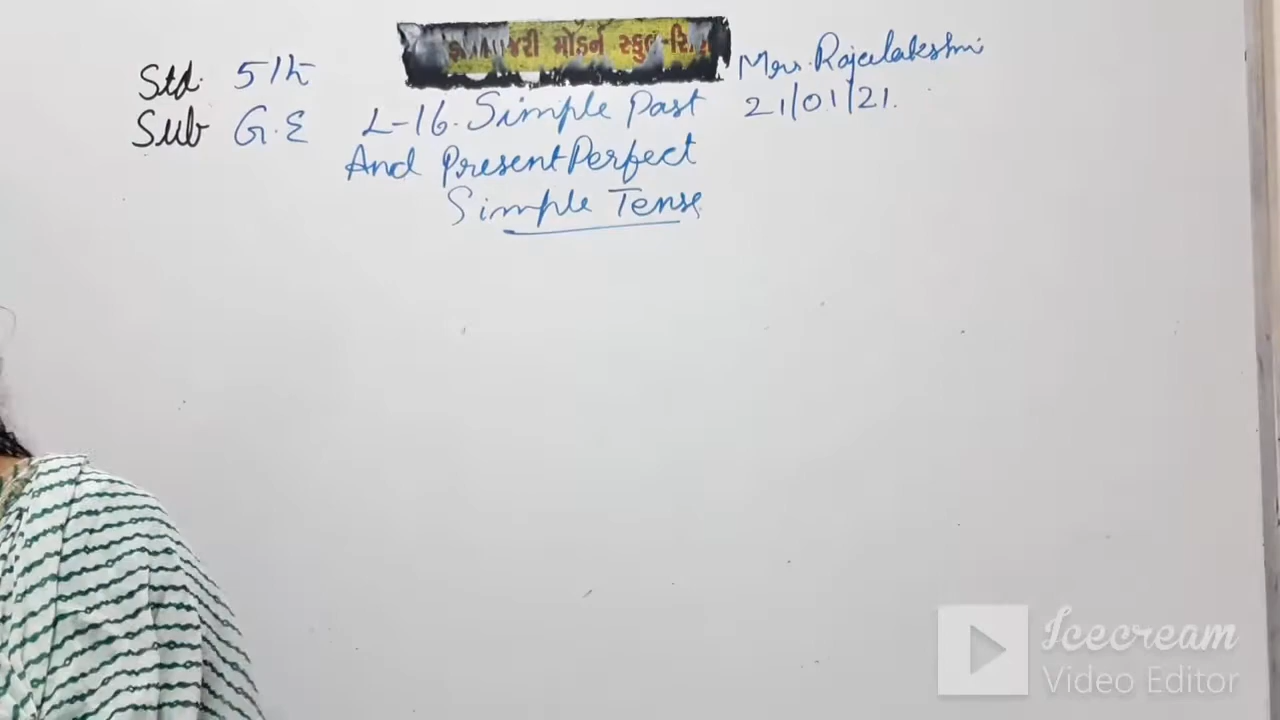 મોડર્ન સ્કુલ
Std. 5th
Mrs. Rajalakshmi
Sub G.E
L-16. Simple Past
21/01/21.
And Present Perfect
Simple Tense
Icecream
Video Editor